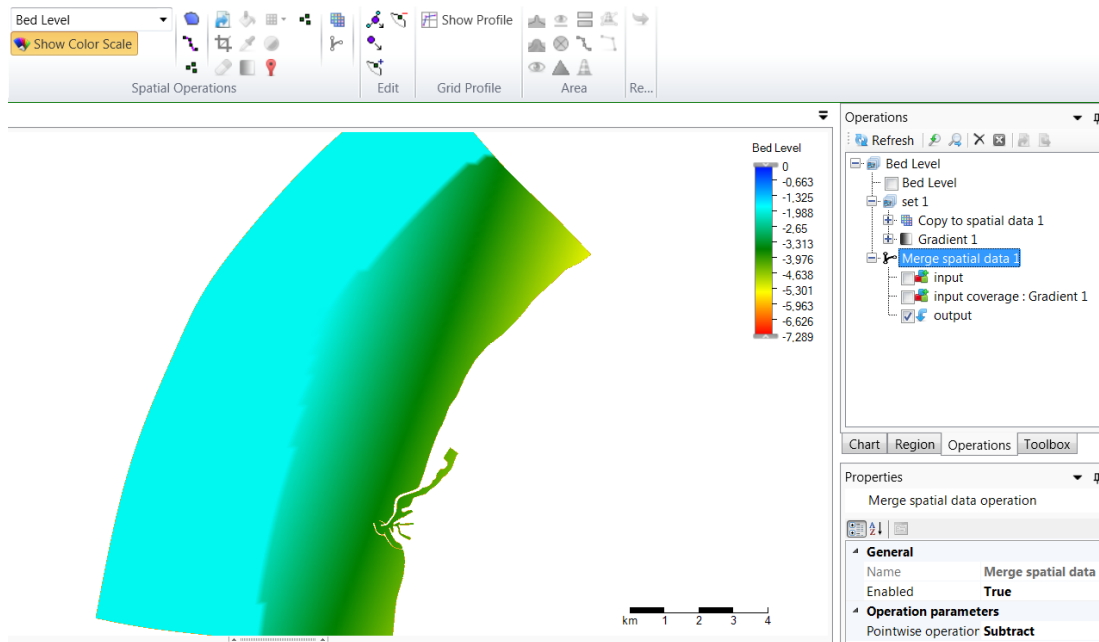 Bed Level
Show Color Scale
Spatial Operations
Edit
Show Profile
Grid Profile
Area
Re...
Bed Level
0
-0.663
-1.325
-1.988
-2.65
-3.313
-3.976
-4.638
-5.301
-5.963
-6.626
-7.289
km 1 2 3 4
Operations
Refresh
Bed Level
Bed Level
set 1
Copy to spatial data 1
Gradient 1
Merge spatial data 1
input
input coverage : Gradient 1
output
Chart Region Operations Toolbox
Properties
Merge spatial data operation
General
Name Merge spatial data
Enabled True
Operation parameters
Pointwise operation Subtract